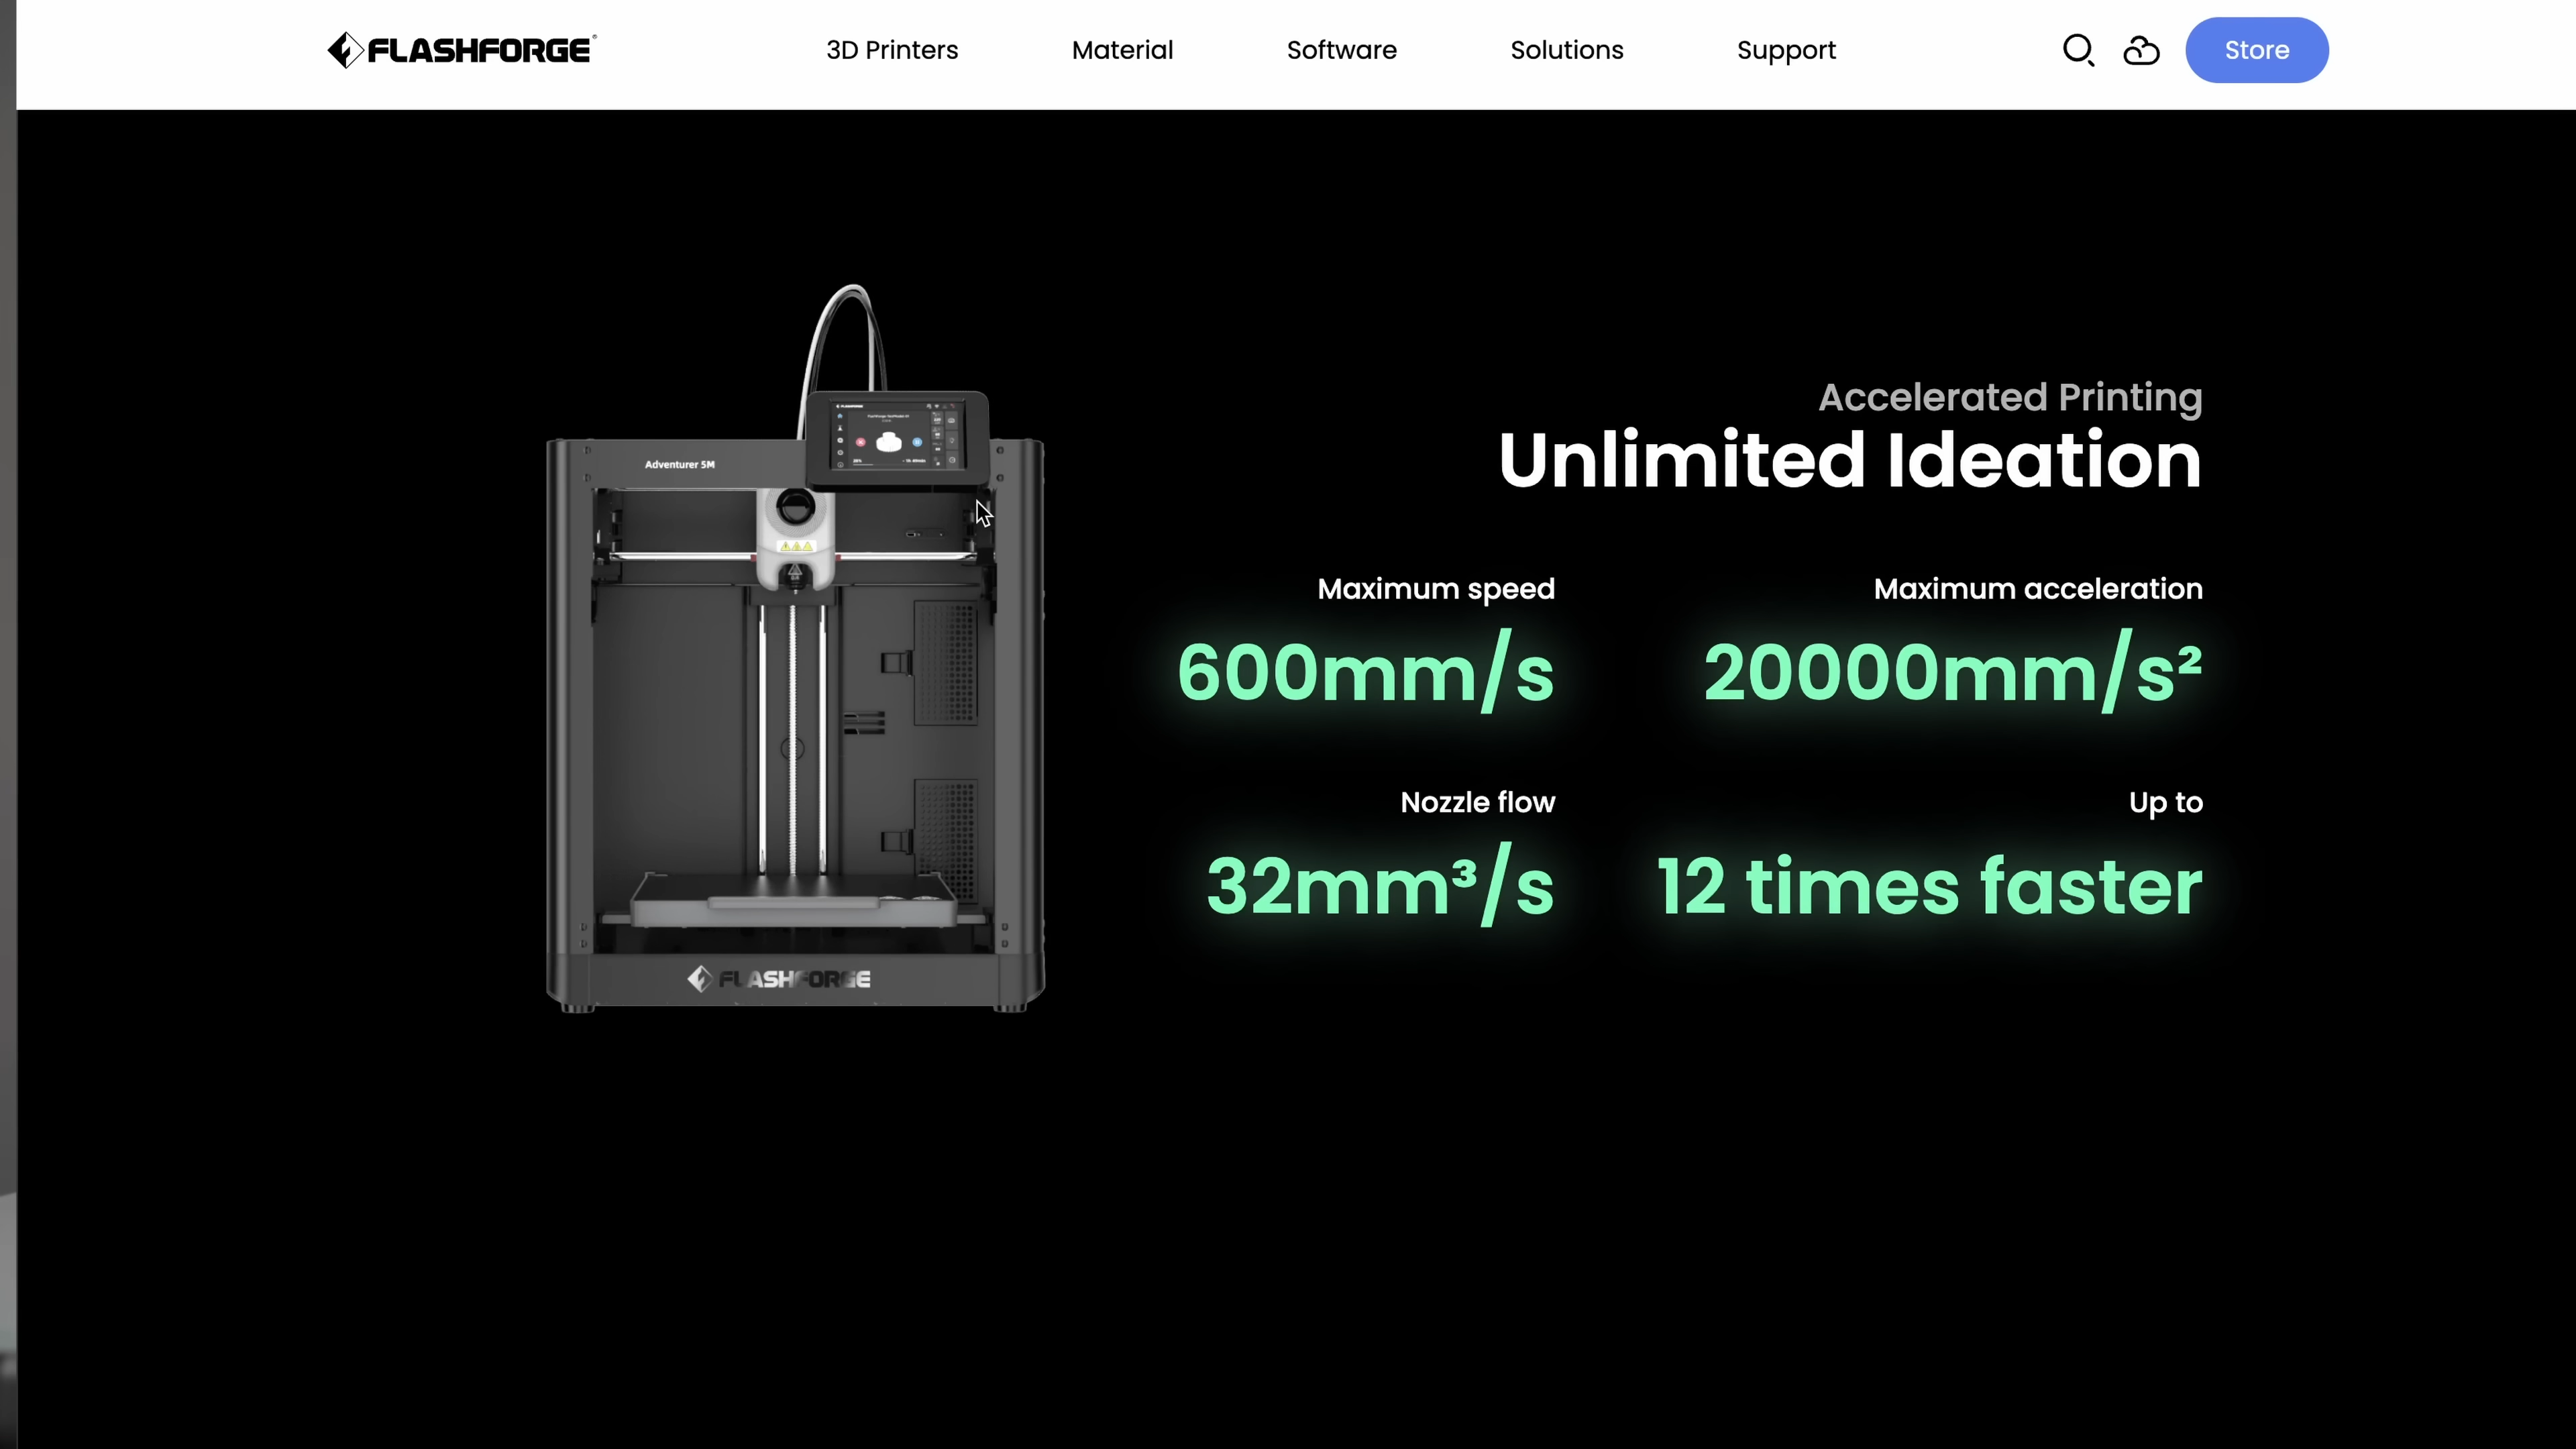 FLASHFORGE
3D Printers
Material
Software
Solutions
Support
Store
Accelerated Printing
Unlimited Ideation
Adventurer 5M
Maximum speed
600mm/s
Maximum acceleration
20000mm/s²
Nozzle flow
32mm³/s
Up to
12 times faster
FLASHFORGE